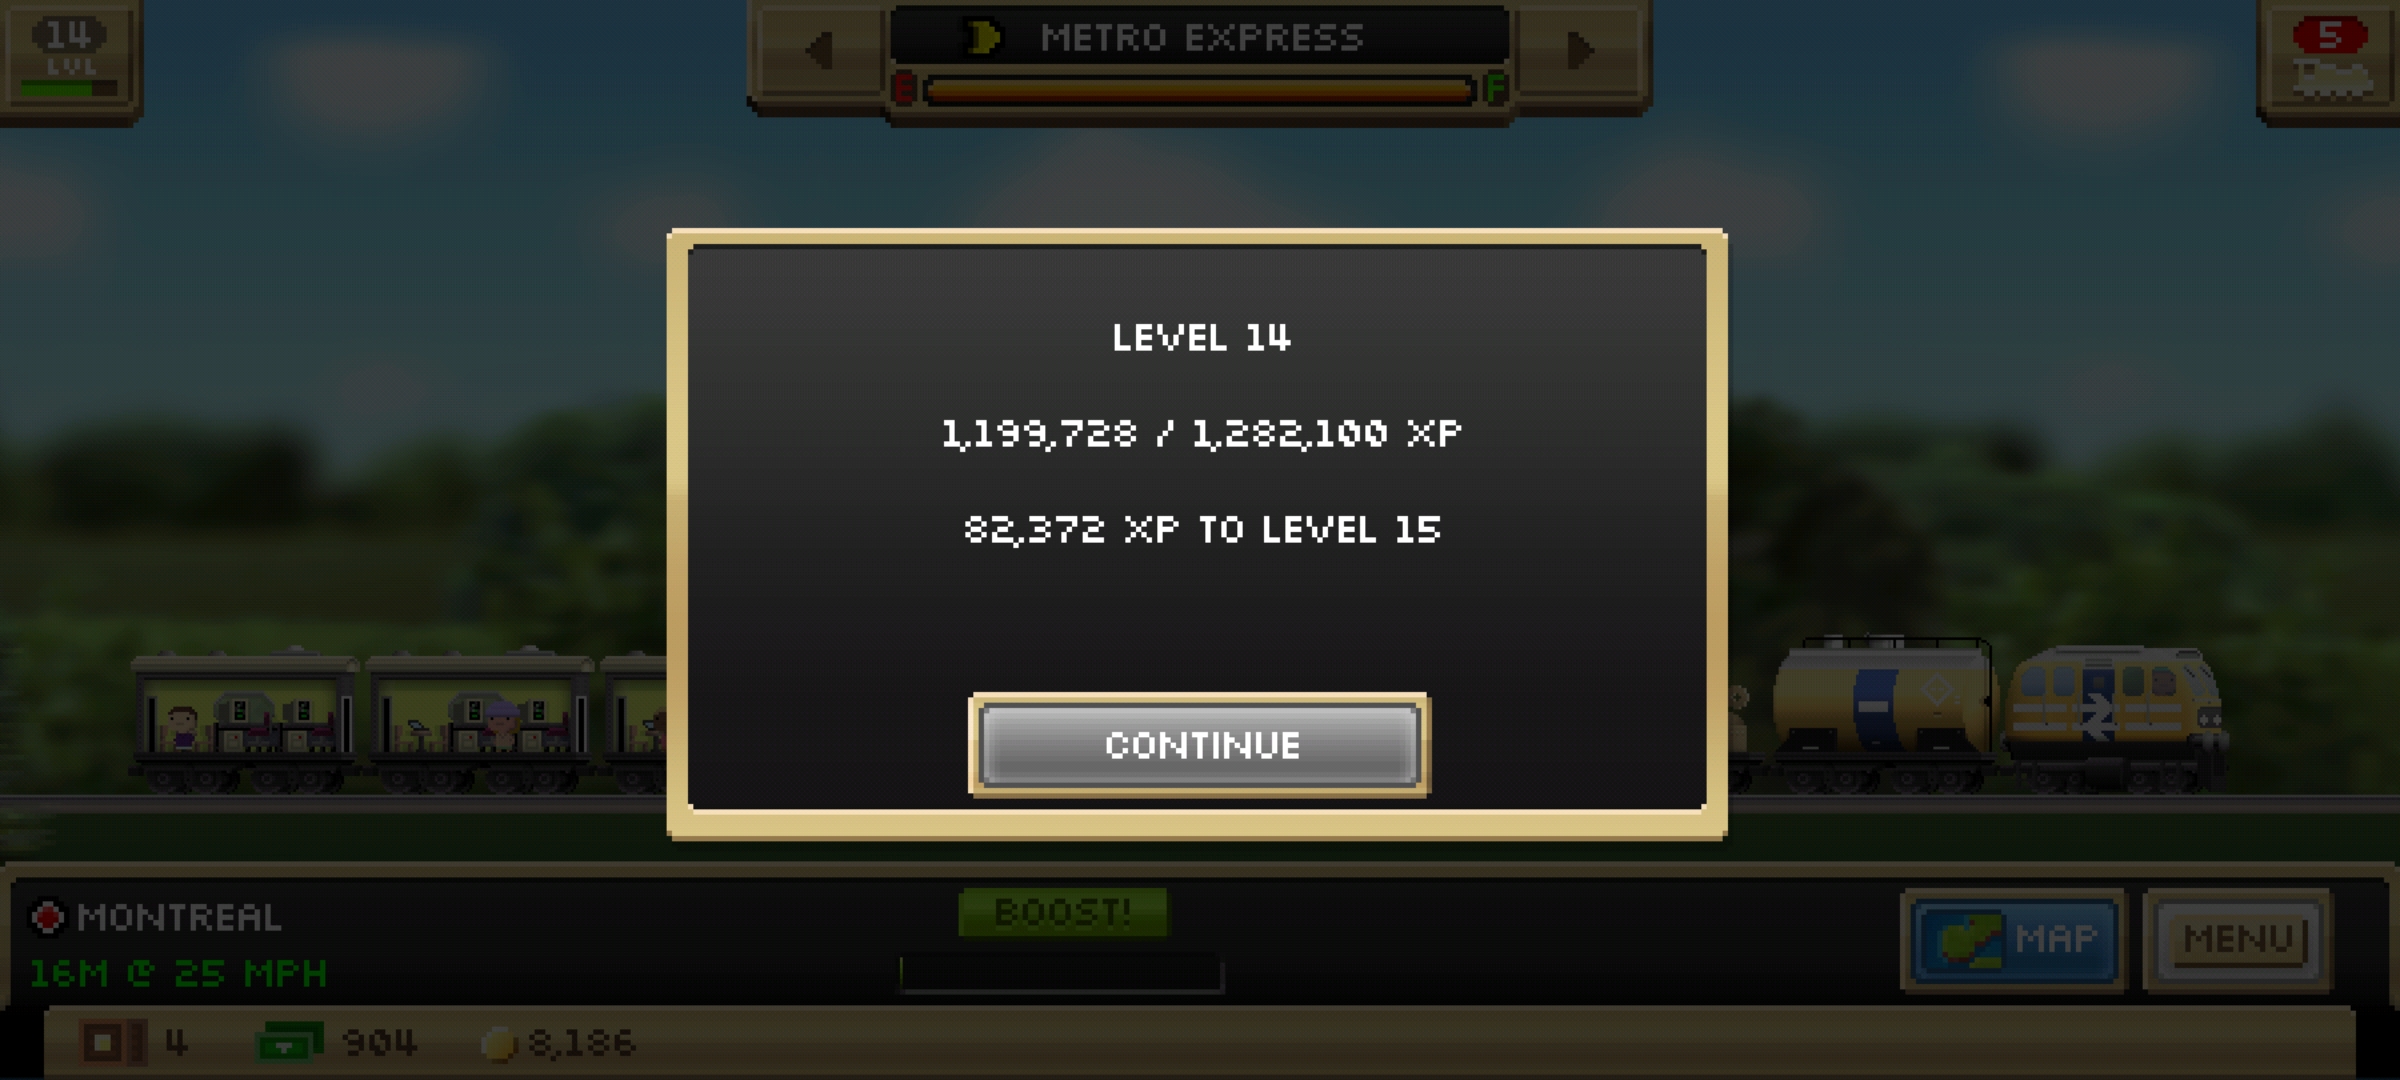 14
LVL
METRO EXPRESS
E
F
5
LEVEL 14
1,199,728 / 1,282,100 XP
82,372 XP TO LEVEL 15
CONTINUE
MONTREAL
16M @ 25 MPH
BOOST!
MAP
MENU
4
904
8,186